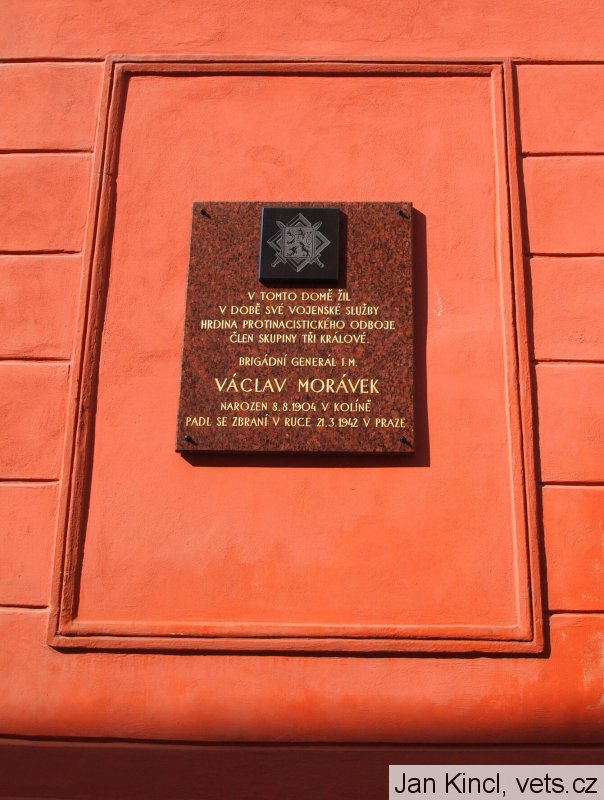 V TOMTO DOMĚ ŽIL
V DOBĚ SVÉ VOJENSKÉ SLUŽBY
HRDINA PROTINACISTICKÉHO ODBOJE
ČLEN SKUPINY TŘI KRÁLOVÉ.
BRIGÁDNÍ GENERÁL I.M.
VÁCLAV MORÁVEK
NAROZEN 8.8.1904 V KOLÍNĚ
PADL SE ZBRANÍ V RUCE 21.3.1942 V PRAZE
Jan Kincl, vets.cz